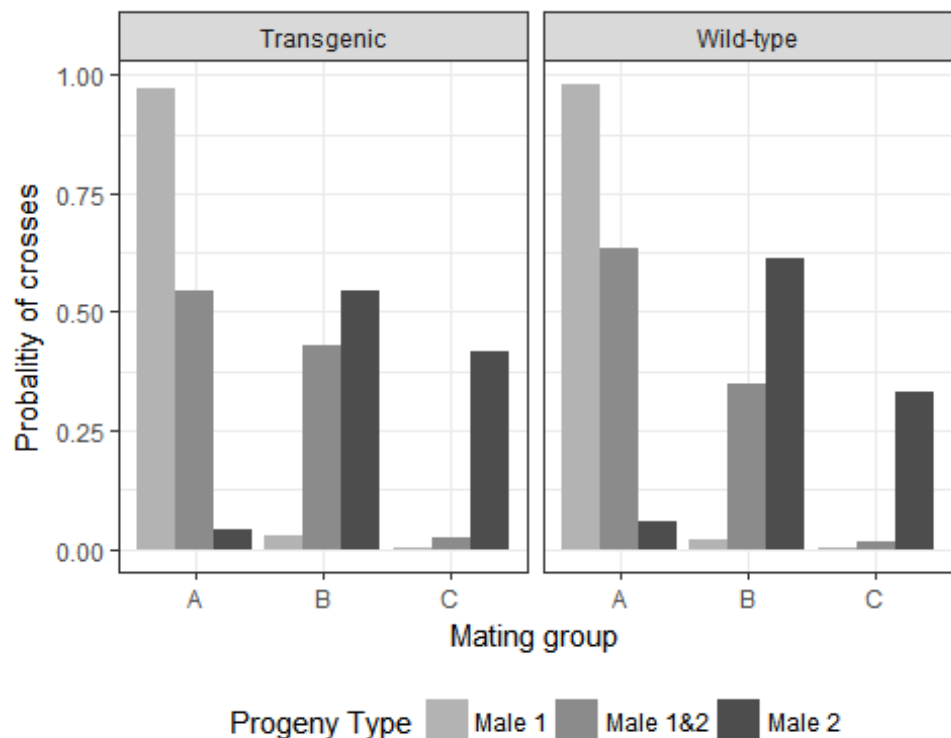 Transgenic
Wild-type
1.00
0.75
0.50
0.25
0.00
Probalitiy of crosses
A
B
C
A
B
C
Mating group
Progeny Type
Male 1
Male 1&2
Male 2